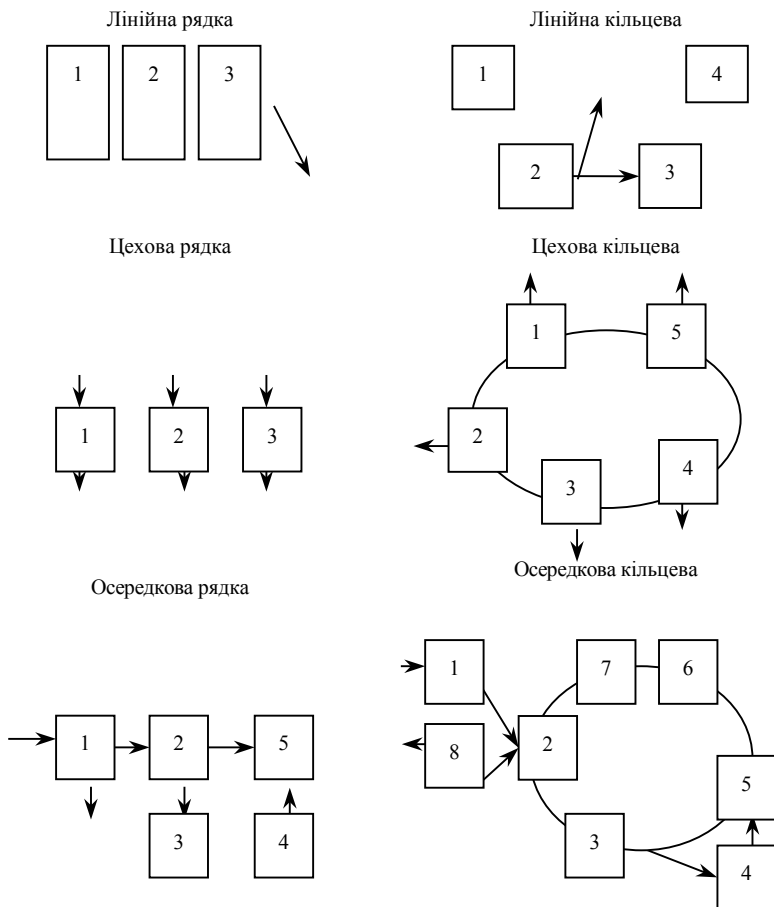 Лінійна рядка
1 2 3
Лінійна кільцева
1 4
2 3
Цехова рядка
1 2 3
Цехова кільцева
1 5
2
4
3
Осередкова рядка
1 2 5
3 4
Осередкова кільцева
1 7 6
8 2
5
3
4